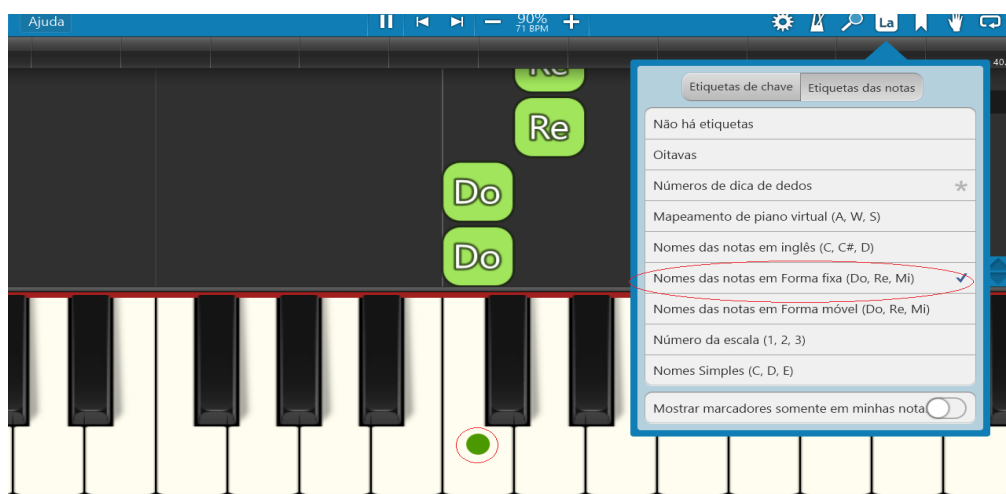 Ajuda
90%
71 BPM
La
40.
Re
Re
Do
Do
Etiquetas de chave
Etiquetas das notas
Não há etiquetas
Oitavas
Números de dica de dedos *
Mapeamento de piano virtual (A, W, S)
Nomes das notas em inglês (C, C#, D)
Nomes das notas em Forma fixa (Do, Re, Mi)
Nomes das notas em Forma móvel (Do, Re, Mi)
Número da escala (1, 2, 3)
Nomes Simples (C, D, E)
Mostrar marcadores somente em minhas nota